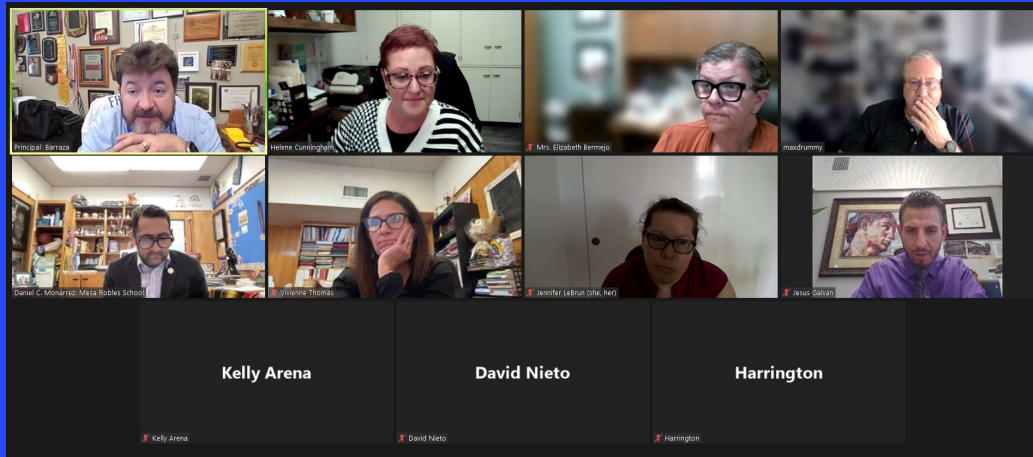 Principal Barraza
Helene Cunningham
Mrs. Elizabeth Bermejo
maxdrummy
Daniel C. Monarrez: Mesa Robles School
Vivienne Thomas
Jennifer LeBrun (she, her)
Jesus Galvan
Kelly Arena
David Nieto
Harrington
Kelly Arena
David Nieto
Harrington